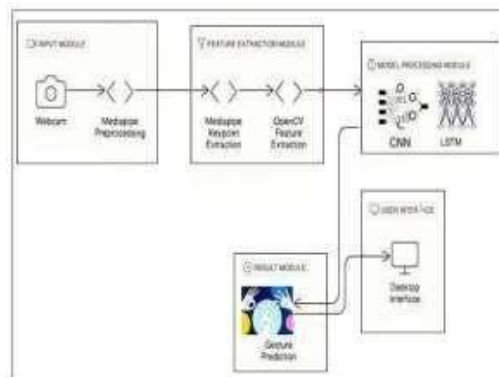 INPUT MODULE
Webcam
Mediapipe
Preprocessing
FEATURE EXTRACTION MODULE
Mediapipe
Keypoint
Extraction
OpenCV
Feature
Extraction
MODEL PROCESSING MODULE
CNN
LSTM
USER INTERFACE
Desktop
Interface
RESULT MODULE
Gesture
Prediction